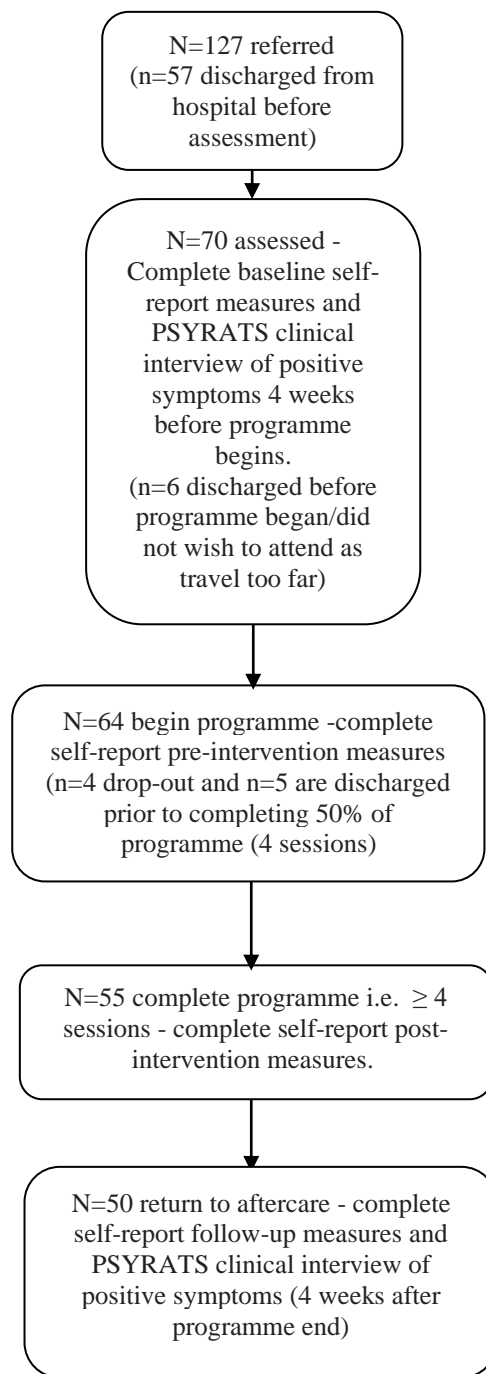 N=127 referred
(n=57 discharged from
hospital before
assessment)
N=70 assessed -
Complete baseline self-
report measures and
PSYRATS clinical
interview of positive
symptoms 4 weeks
before programme
begins.
(n=6 discharged before
programme began/did
not wish to attend as
travel too far)
N=64 begin programme -complete
self-report pre-intervention measures
(n=4 drop-out and n=5 are discharged
prior to completing 50% of
programme (4 sessions)
N=55 complete programme i.e. ≥ 4
sessions - complete self-report post-
intervention measures.
N=50 return to aftercare - complete
self-report follow-up measures and
PSYRATS clinical interview of
positive symptoms (4 weeks after
programme end)